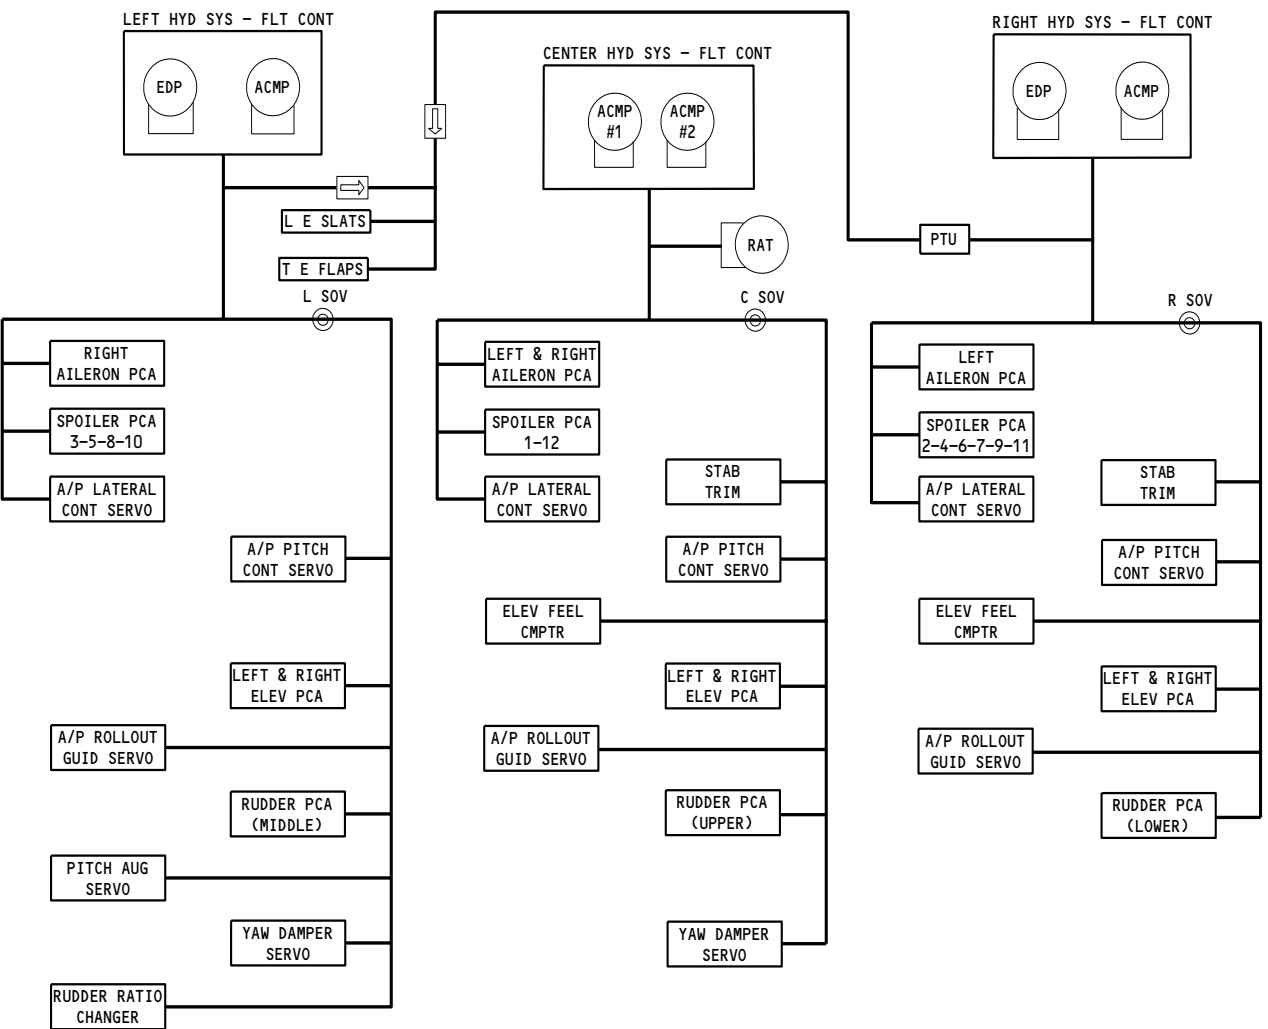 LEFT HYD SYS – FLT CONT
EDP
ACMP
L E SLATS
T E FLAPS
L SOV
RIGHT
AILERON PCA
SPOILER PCA
3–5–8–10
A/P LATERAL
CONT SERVO
A/P PITCH
CONT SERVO
LEFT & RIGHT
ELEV PCA
A/P ROLLOUT
GUID SERVO
RUDDER PCA
(MIDDLE)
PITCH AUG
SERVO
YAW DAMPER
SERVO
RUDDER RATIO
CHANGER
CENTER HYD SYS – FLT CONT
ACMP
#1
ACMP
#2
RAT
C SOV
LEFT & RIGHT
AILERON PCA
SPOILER PCA
1–12
A/P LATERAL
CONT SERVO
STAB
TRIM
A/P PITCH
CONT SERVO
ELEV FEEL
CMPTR
LEFT & RIGHT
ELEV PCA
A/P ROLLOUT
GUID SERVO
RUDDER PCA
(UPPER)
YAW DAMPER
SERVO
RIGHT HYD SYS – FLT CONT
EDP
ACMP
PTU
R SOV
LEFT
AILERON PCA
SPOILER PCA
2–4–6–7–9–11
A/P LATERAL
CONT SERVO
STAB
TRIM
A/P PITCH
CONT SERVO
ELEV FEEL
CMPTR
LEFT & RIGHT
ELEV PCA
A/P ROLLOUT
GUID SERVO
RUDDER PCA
(LOWER)